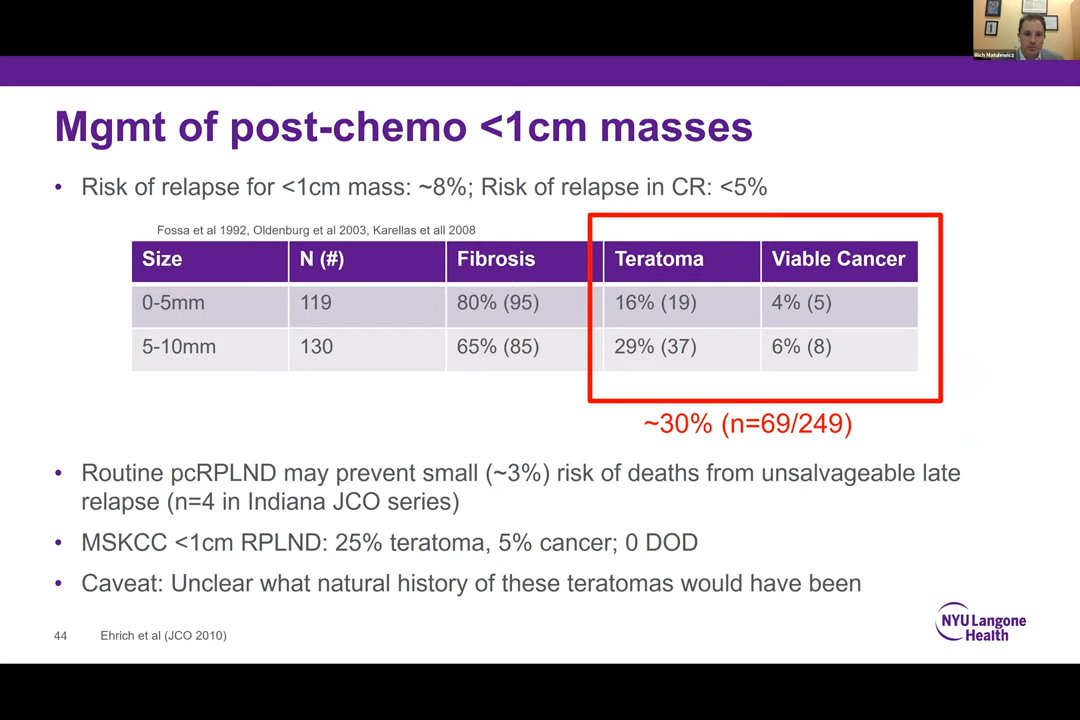 Rich Matulewicz
Mgmt of post-chemo <1cm masses
• Risk of relapse for <1cm mass: ~8%; Risk of relapse in CR: <5%
Fossa et al 1992, Oldenburg et al 2003, Karellas et all 2008
Size N (#) Fibrosis Teratoma Viable Cancer
0-5mm 119 80% (95) 16% (19) 4% (5)
5-10mm 130 65% (85) 29% (37) 6% (8)
~30% (n=69/249)
• Routine pcRPLND may prevent small (~3%) risk of deaths from unsalvageable late
relapse (n=4 in Indiana JCO series)
• MSKCC <1cm RPLND: 25% teratoma, 5% cancer; 0 DOD
• Caveat: Unclear what natural history of these teratomas would have been
44 Ehrich et al (JCO 2010)
NYU Langone
Health